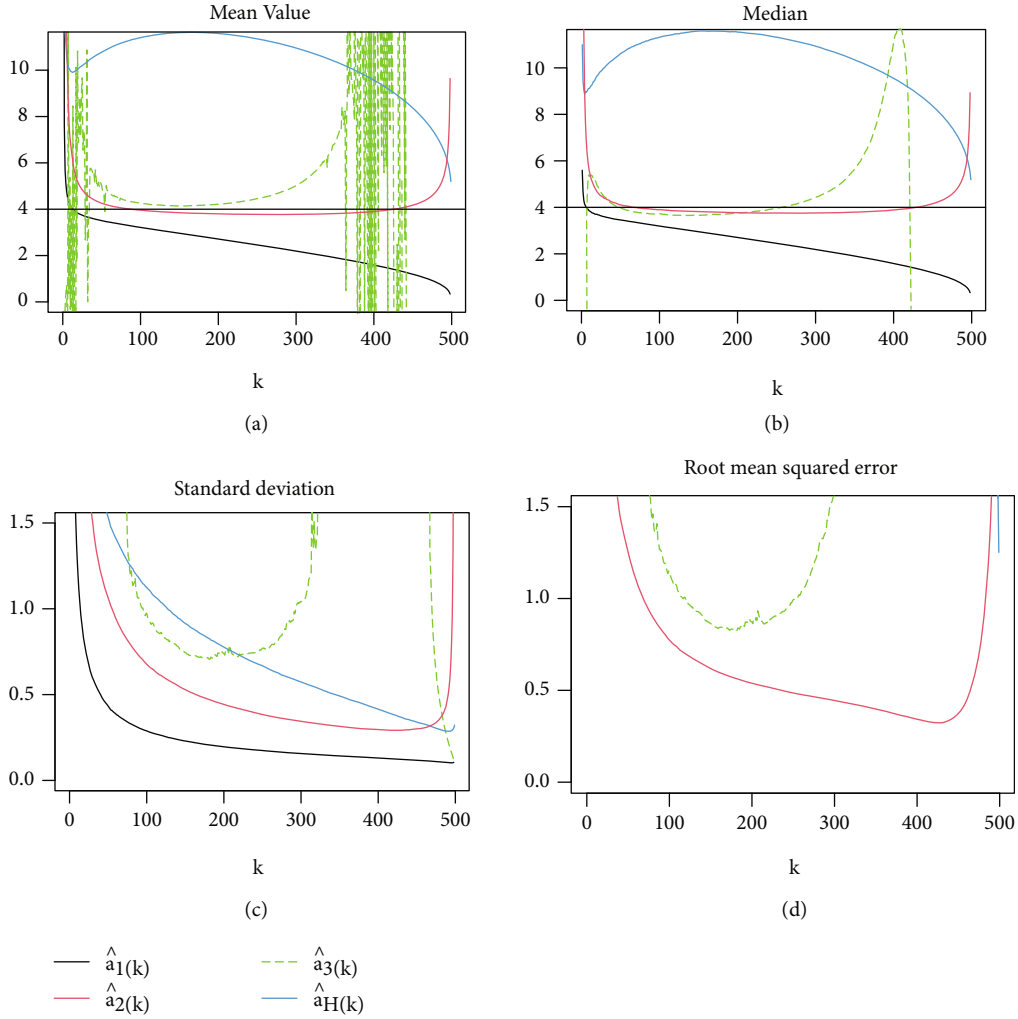 Mean Value
10
8
6
4
2
0
0 100 200 300 400 500
k
(a)
Median
10
8
6
4
2
0
0 100 200 300 400 500
k
(b)
Standard deviation
1.5
1.0
0.5
0.0
0 100 200 300 400 500
k
(c)
Root mean squared error
1.5
1.0
0.5
0.0
0 100 200 300 400 500
k
(d)
â1(k)
â2(k)
â3(k)
âH(k)